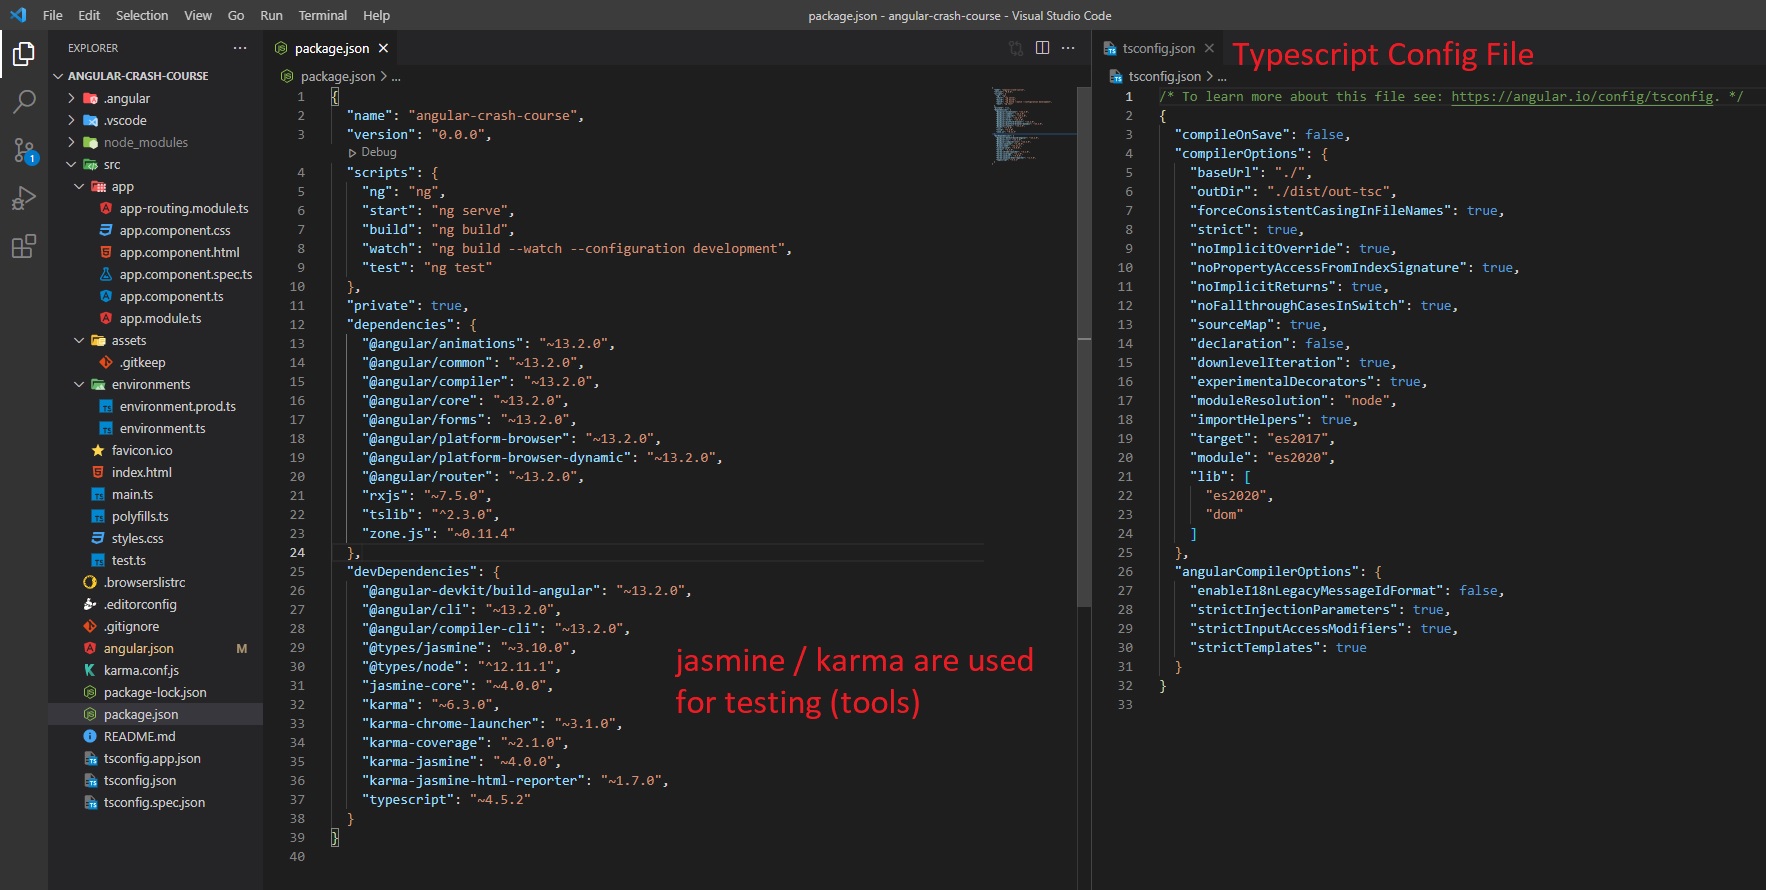 File Edit Selection View Go Run Terminal Help
package.json - angular-crash-course - Visual Studio Code
EXPLORER
ANGULAR-CRASH-COURSE
.angular
.vscode
node_modules
src
app
app-routing.module.ts
app.component.css
app.component.html
app.component.spec.ts
app.component.ts
app.module.ts
assets
.gitkeep
environments
environment.prod.ts
environment.ts
favicon.ico
index.html
main.ts
polyfills.ts
styles.css
test.ts
.browserslistrc
.editorconfig
.gitignore
angular.json M
karma.conf.js
package-lock.json
package.json
README.md
tsconfig.app.json
tsconfig.json
tsconfig.spec.json
1
package.json
package.json > ...
1 {
2 "name": "angular-crash-course",
3 "version": "0.0.0",
Debug
4 "scripts": {
5 "ng": "ng",
6 "start": "ng serve",
7 "build": "ng build",
8 "watch": "ng build --watch --configuration development",
9 "test": "ng test"
10 },
11 "private": true,
12 "dependencies": {
13 "@angular/animations": "~13.2.0",
14 "@angular/common": "~13.2.0",
15 "@angular/compiler": "~13.2.0",
16 "@angular/core": "~13.2.0",
17 "@angular/forms": "~13.2.0",
18 "@angular/platform-browser": "~13.2.0",
19 "@angular/platform-browser-dynamic": "~13.2.0",
20 "@angular/router": "~13.2.0",
21 "rxjs": "~7.5.0",
22 "tslib": "^2.3.0",
23 "zone.js": "~0.11.4"
24 },
25 "devDependencies": {
26 "@angular-devkit/build-angular": "~13.2.0",
27 "@angular/cli": "~13.2.0",
28 "@angular/compiler-cli": "~13.2.0",
29 "@types/jasmine": "~3.10.0",
30 "@types/node": "^12.11.1",
31 "jasmine-core": "~4.0.0",
32 "karma": "~6.3.0",
33 "karma-chrome-launcher": "~3.1.0",
34 "karma-coverage": "~2.1.0",
35 "karma-jasmine": "~4.0.0",
36 "karma-jasmine-html-reporter": "~1.7.0",
37 "typescript": "~4.5.2"
38 }
39 }
40
jasmine / karma are used
for testing (tools)
tsconfig.json
Typescript Config File
tsconfig.json > ...
1 /* To learn more about this file see: https://angular.io/config/tsconfig. */
2 {
3 "compileOnSave": false,
4 "compilerOptions": {
5 "baseUrl": "./",
6 "outDir": "./dist/out-tsc",
7 "forceConsistentCasingInFileNames": true,
8 "strict": true,
9 "noImplicitOverride": true,
10 "noPropertyAccessFromIndexSignature": true,
11 "noImplicitReturns": true,
12 "noFallthroughCasesInSwitch": true,
13 "sourceMap": true,
14 "declaration": false,
15 "downlevelIteration": true,
16 "experimentalDecorators": true,
17 "moduleResolution": "node",
18 "importHelpers": true,
19 "target": "es2017",
20 "module": "es2020",
21 "lib": [
22 "es2020",
23 "dom"
24 ]
25 },
26 "angularCompilerOptions": {
27 "enableI18nLegacyMessageIdFormat": false,
28 "strictInjectionParameters": true,
29 "strictInputAccessModifiers": true,
30 "strictTemplates": true
31 }
32 }
33